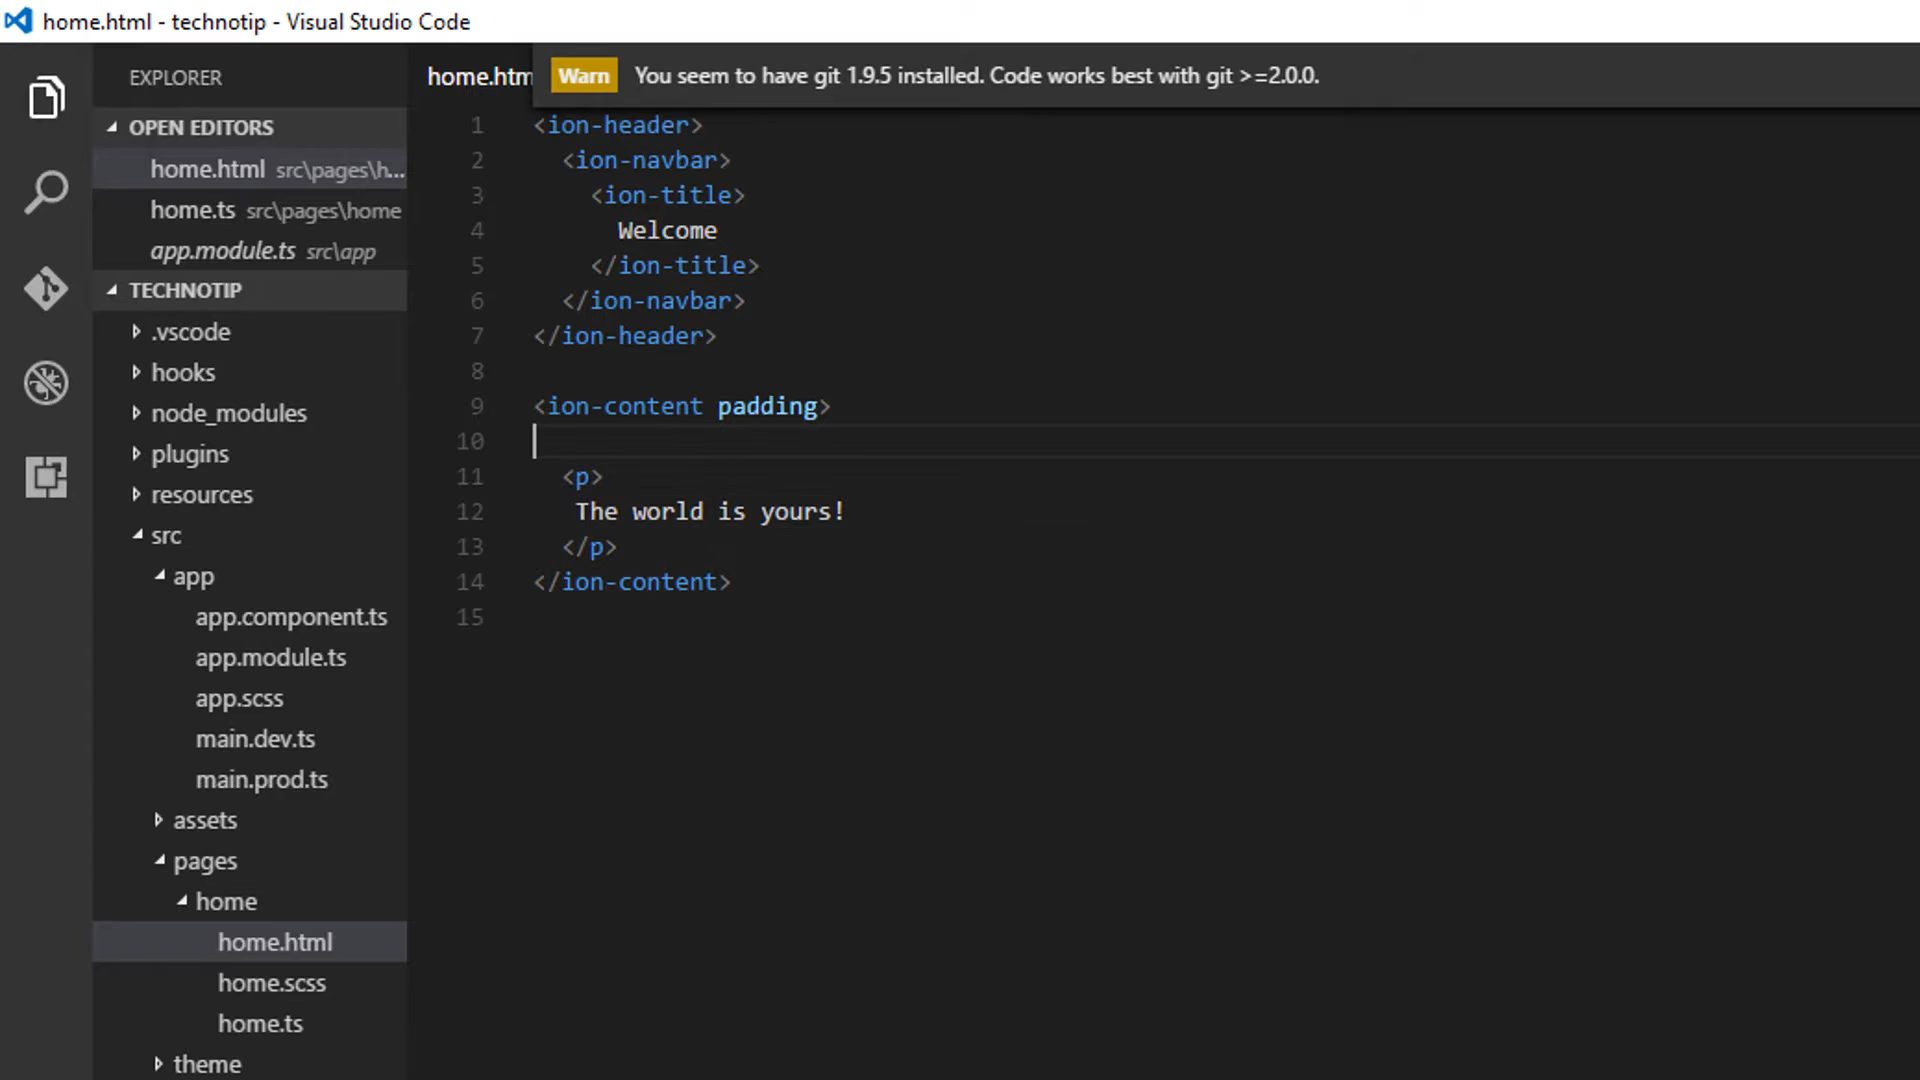 home.html - technotip - Visual Studio Code
EXPLORER
OPEN EDITORS
home.html src\pages\h...
home.ts src\pages\home
app.module.ts src\app
TECHNOTIP
.vscode
hooks
node_modules
plugins
resources
src
app
app.component.ts
app.module.ts
app.scss
main.dev.ts
main.prod.ts
assets
pages
home
home.html
home.scss
home.ts
theme
home.htm
Warn You seem to have git 1.9.5 installed. Code works best with git >=2.0.0.
1 <ion-header>
2 <ion-navbar>
3 <ion-title>
4 Welcome
5 </ion-title>
6 </ion-navbar>
7 </ion-header>
8
9 <ion-content padding>
10
11 <p>
12 The world is yours!
13 </p>
14 </ion-content>
15